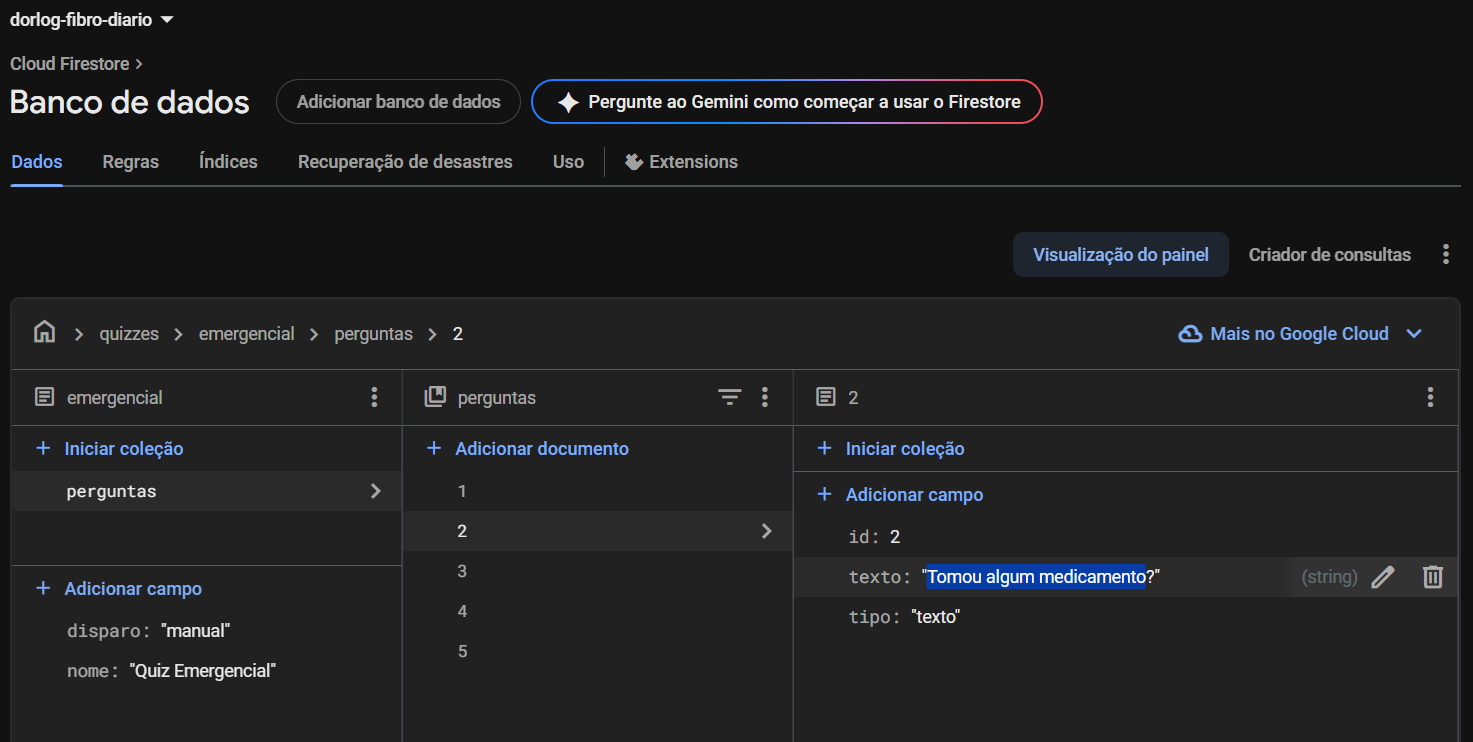 dorlog-fibro-diario
Cloud Firestore
Banco de dados
Adicionar banco de dados
Pergunte ao Gemini como começar a usar o Firestore
Dados
Regras
Índices
Recuperação de desastres
Uso
Extensions
Visualização do painel
Criador de consultas
quizzes > emergencial > perguntas > 2
Mais no Google Cloud
emergencial
+ Iniciar coleção
perguntas
+ Adicionar campo
disparo: "manual"
nome: "Quiz Emergencial"
perguntas
+ Adicionar documento
1
2
3
4
5
2
+ Iniciar coleção
+ Adicionar campo
id: 2
texto: "Tomou algum medicamento?" (string)
tipo: "texto"